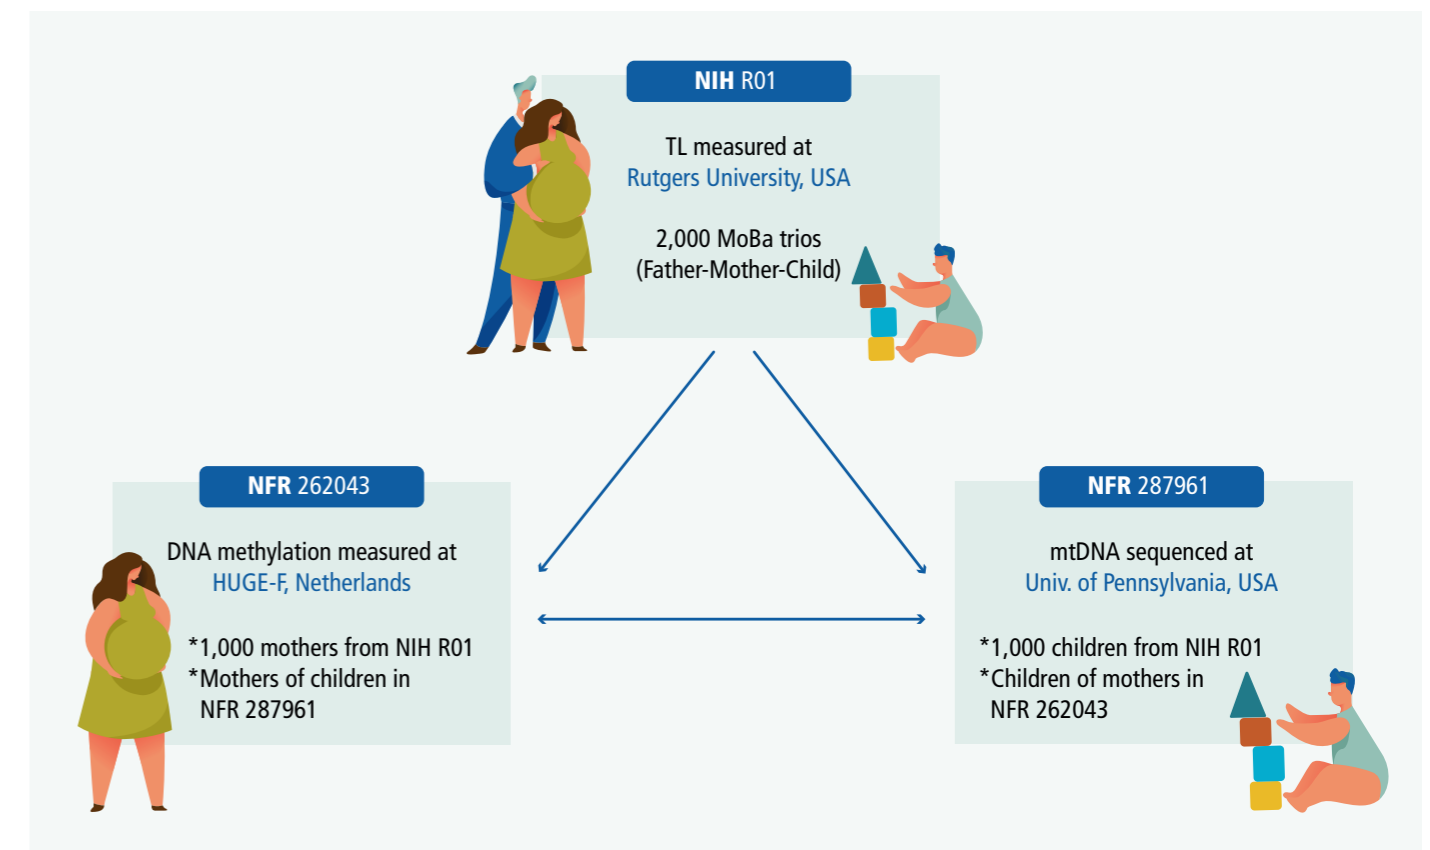 NIH R01
TL measured at
Rutgers University, USA
2,000 MoBa trios
(Father-Mother-Child)
NFR 262043
DNA methylation measured at
HUGE-F, Netherlands
*1,000 mothers from NIH R01
*Mothers of children in
NFR 287961
NFR 287961
mtDNA sequenced at
Univ. of Pennsylvania, USA
*1,000 children from NIH R01
*Children of mothers in
NFR 262043